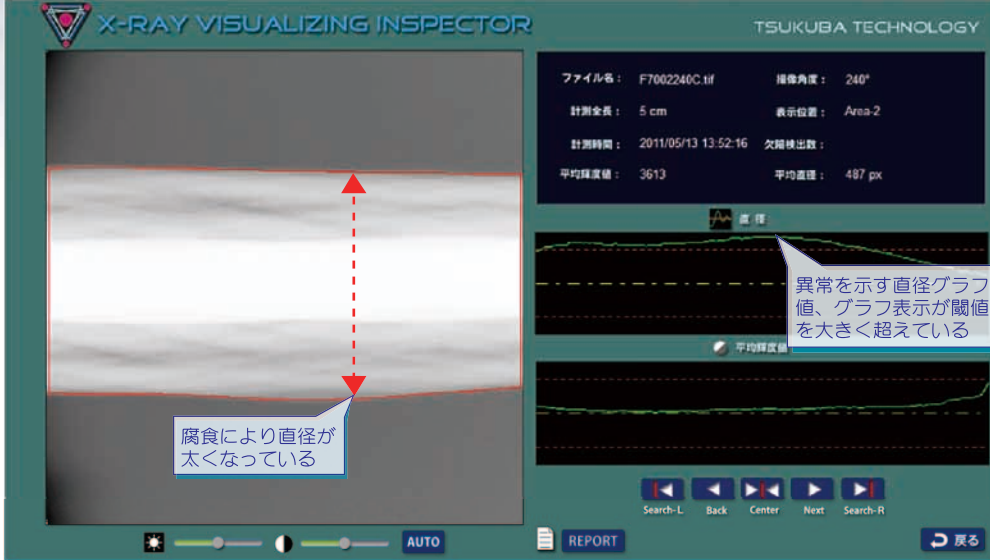 X-RAY VISUALIZING INSPECTOR
TSUKUBA TECHNOLOGY
ファイル名： F7002240C.tif 撮像角度： 240°
計測全長： 5 cm 表示位置： Area-2
計測時間： 2011/05/13 13:52:16 欠陥検出数：
平均輝度値： 3613 平均直径： 487 px
直 径
異常を示す直径グラフ
値、グラフ表示が閾値
を大きく超えている
平均輝度値
腐食により直径が
太くなっている
Search-L Back Center Next Search-R
AUTO
REPORT
戻る